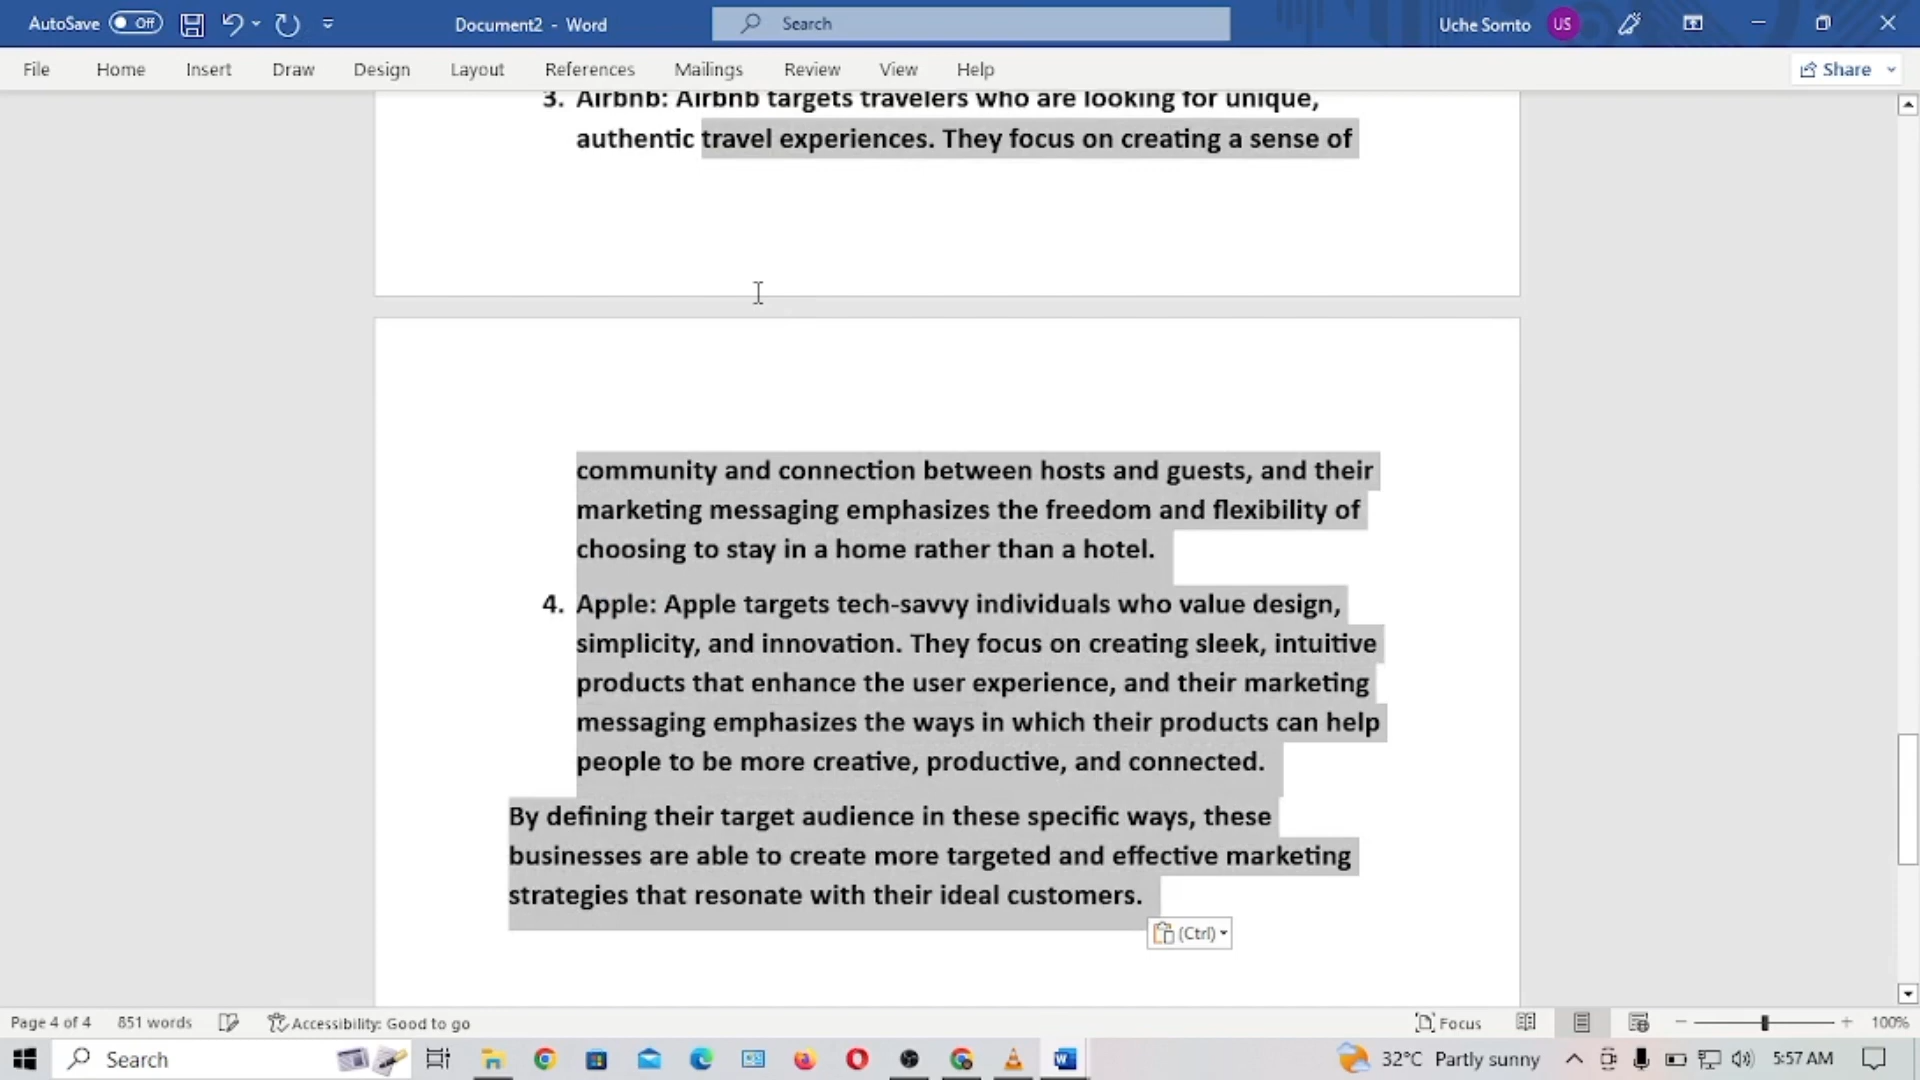 AutoSave Off Document2 - Word Search Uche Somto US
File Home Insert Draw Design Layout References Mailings Review View Help Share
3. Airbnb: Airbnb targets travelers who are looking for unique,
authentic travel experiences. They focus on creating a sense of
community and connection between hosts and guests, and their
marketing messaging emphasizes the freedom and flexibility of
choosing to stay in a home rather than a hotel.
4. Apple: Apple targets tech-savvy individuals who value design,
simplicity, and innovation. They focus on creating sleek, intuitive
products that enhance the user experience, and their marketing
messaging emphasizes the ways in which their products can help
people to be more creative, productive, and connected.
By defining their target audience in these specific ways, these
businesses are able to create more targeted and effective marketing
strategies that resonate with their ideal customers.
(Ctrl)
Page 4 of 4 851 words Accessibility: Good to go Focus 100%
Search 32°C Partly sunny 5:57 AM